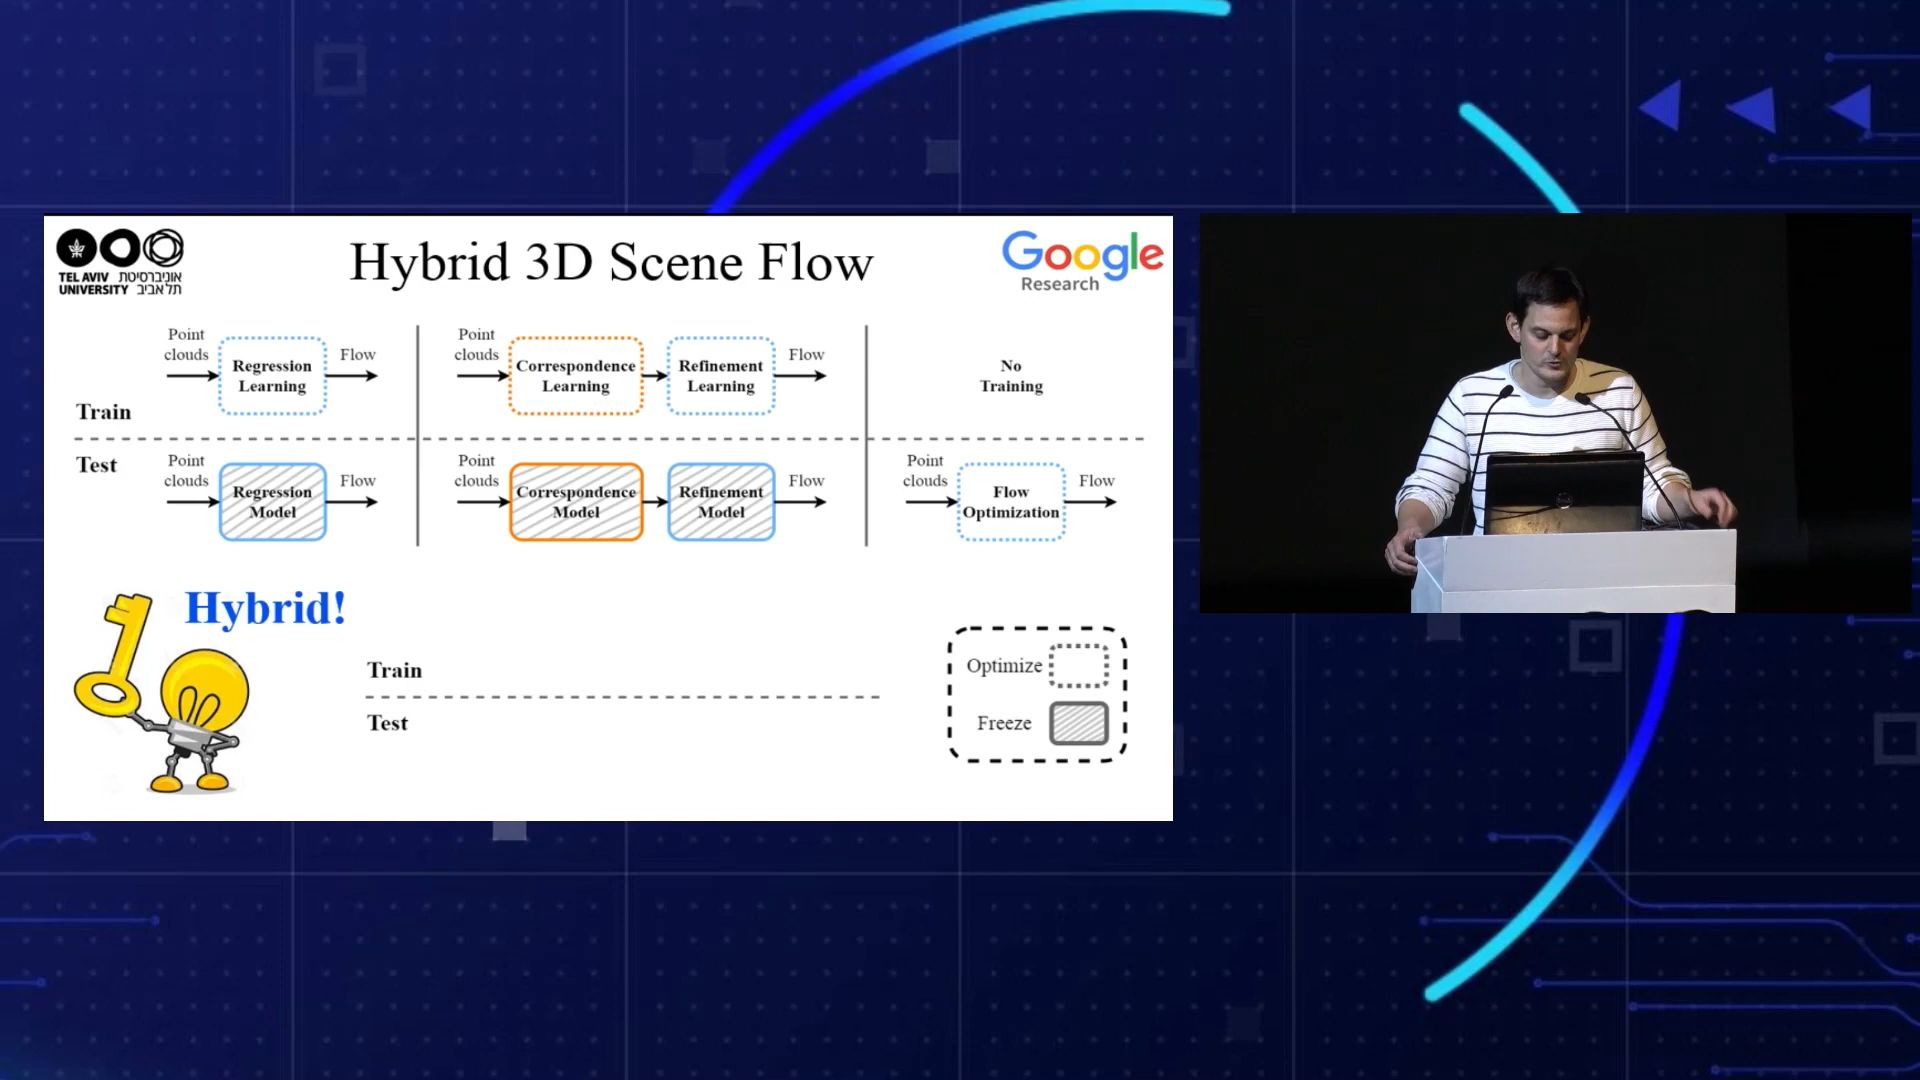 TEL AVIV אוניברסיטת
UNIVERSITY תל אביב
Hybrid 3D Scene Flow
Google
Research
Point
clouds
Regression
Learning
Flow
Point
clouds
Correspondence
Learning
Refinement
Learning
Flow
No
Training
Train
Test
Point
clouds
Regression
Model
Flow
Point
clouds
Correspondence
Model
Refinement
Model
Flow
Point
clouds
Flow
Optimization
Flow
Hybrid!
Train
Test
Optimize
Freeze